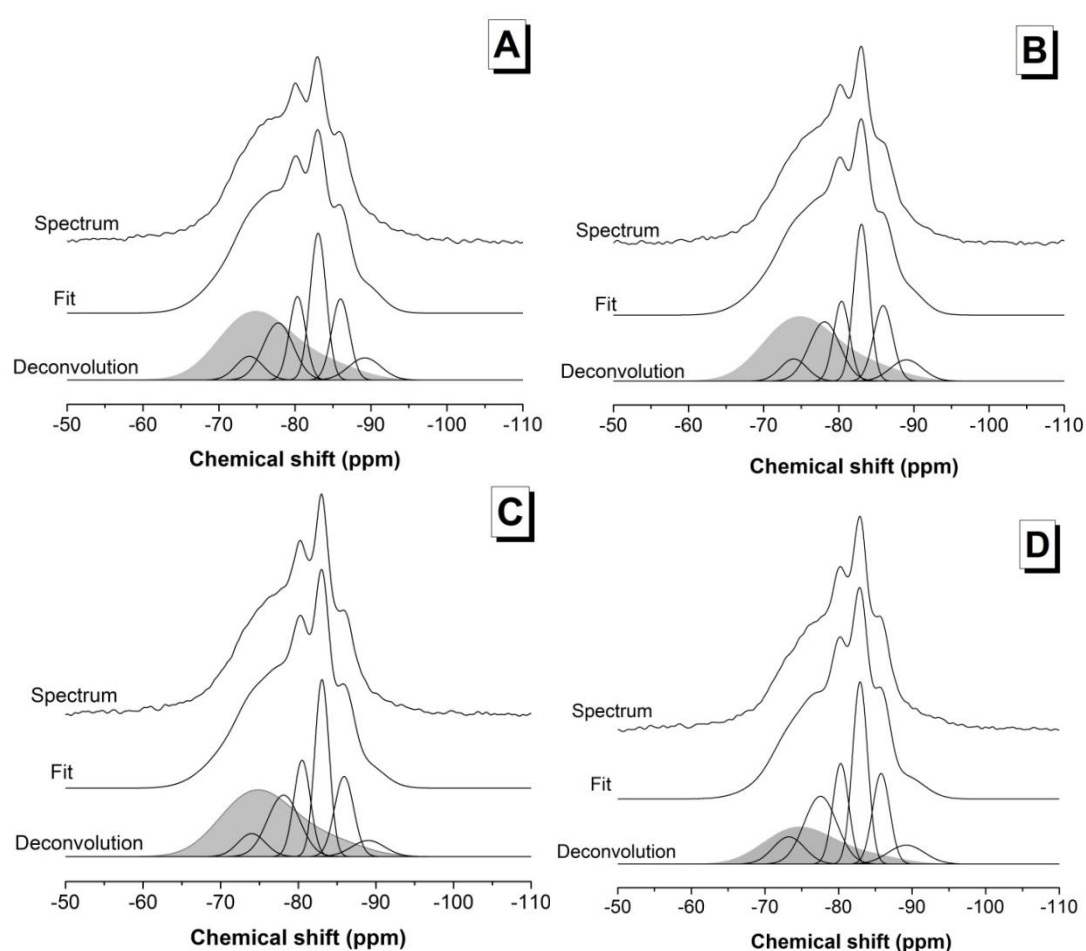 A
Spectrum
Fit
Deconvolution
-50 -60 -70 -80 -90 -100 -110
Chemical shift (ppm)
B
Spectrum
Fit
Deconvolution
-50 -60 -70 -80 -90 -100 -110
Chemical shift (ppm)
C
Spectrum
Fit
Deconvolution
-50 -60 -70 -80 -90 -100 -110
Chemical shift (ppm)
D
Spectrum
Fit
Deconvolution
-50 -60 -70 -80 -90 -100 -110
Chemical shift (ppm)